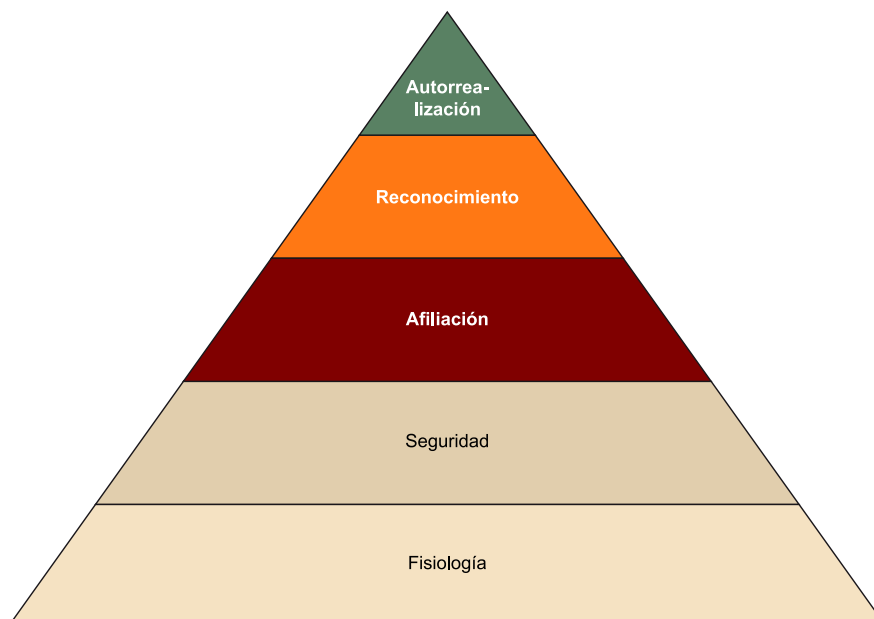 Autorrea-
lización
Reconocimiento
Afiliación
Seguridad
Fisiología